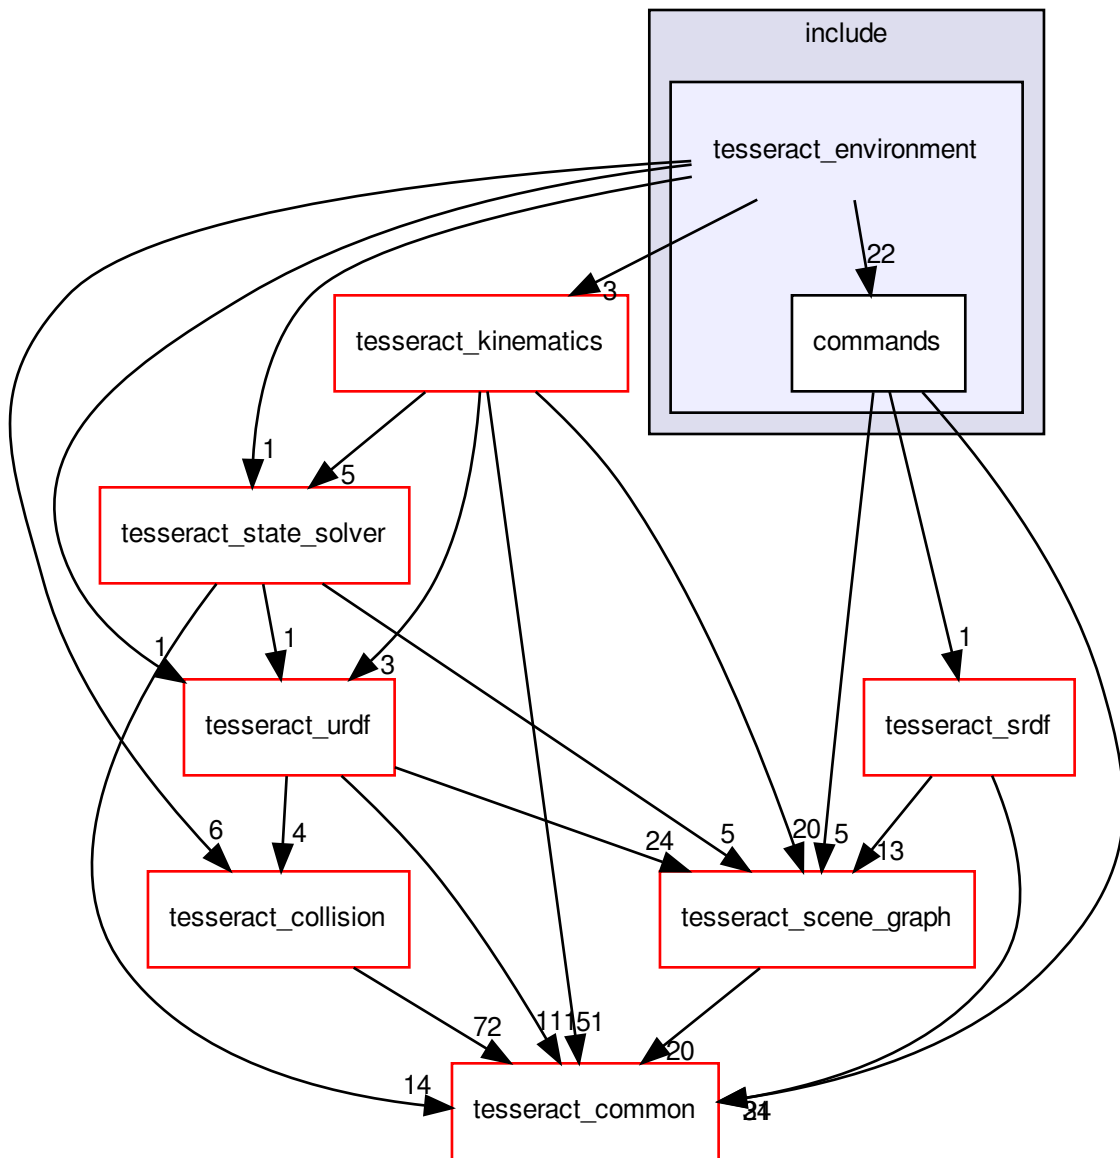 include
tesseract_environment
22
3
tesseract_kinematics
commands
1
5
tesseract_state_solver
1
1
3
1
tesseract_urdf
tesseract_srdf
6
4
24
5
20
5
13
tesseract_collision
tesseract_scene_graph
72
20
14
tesseract_common